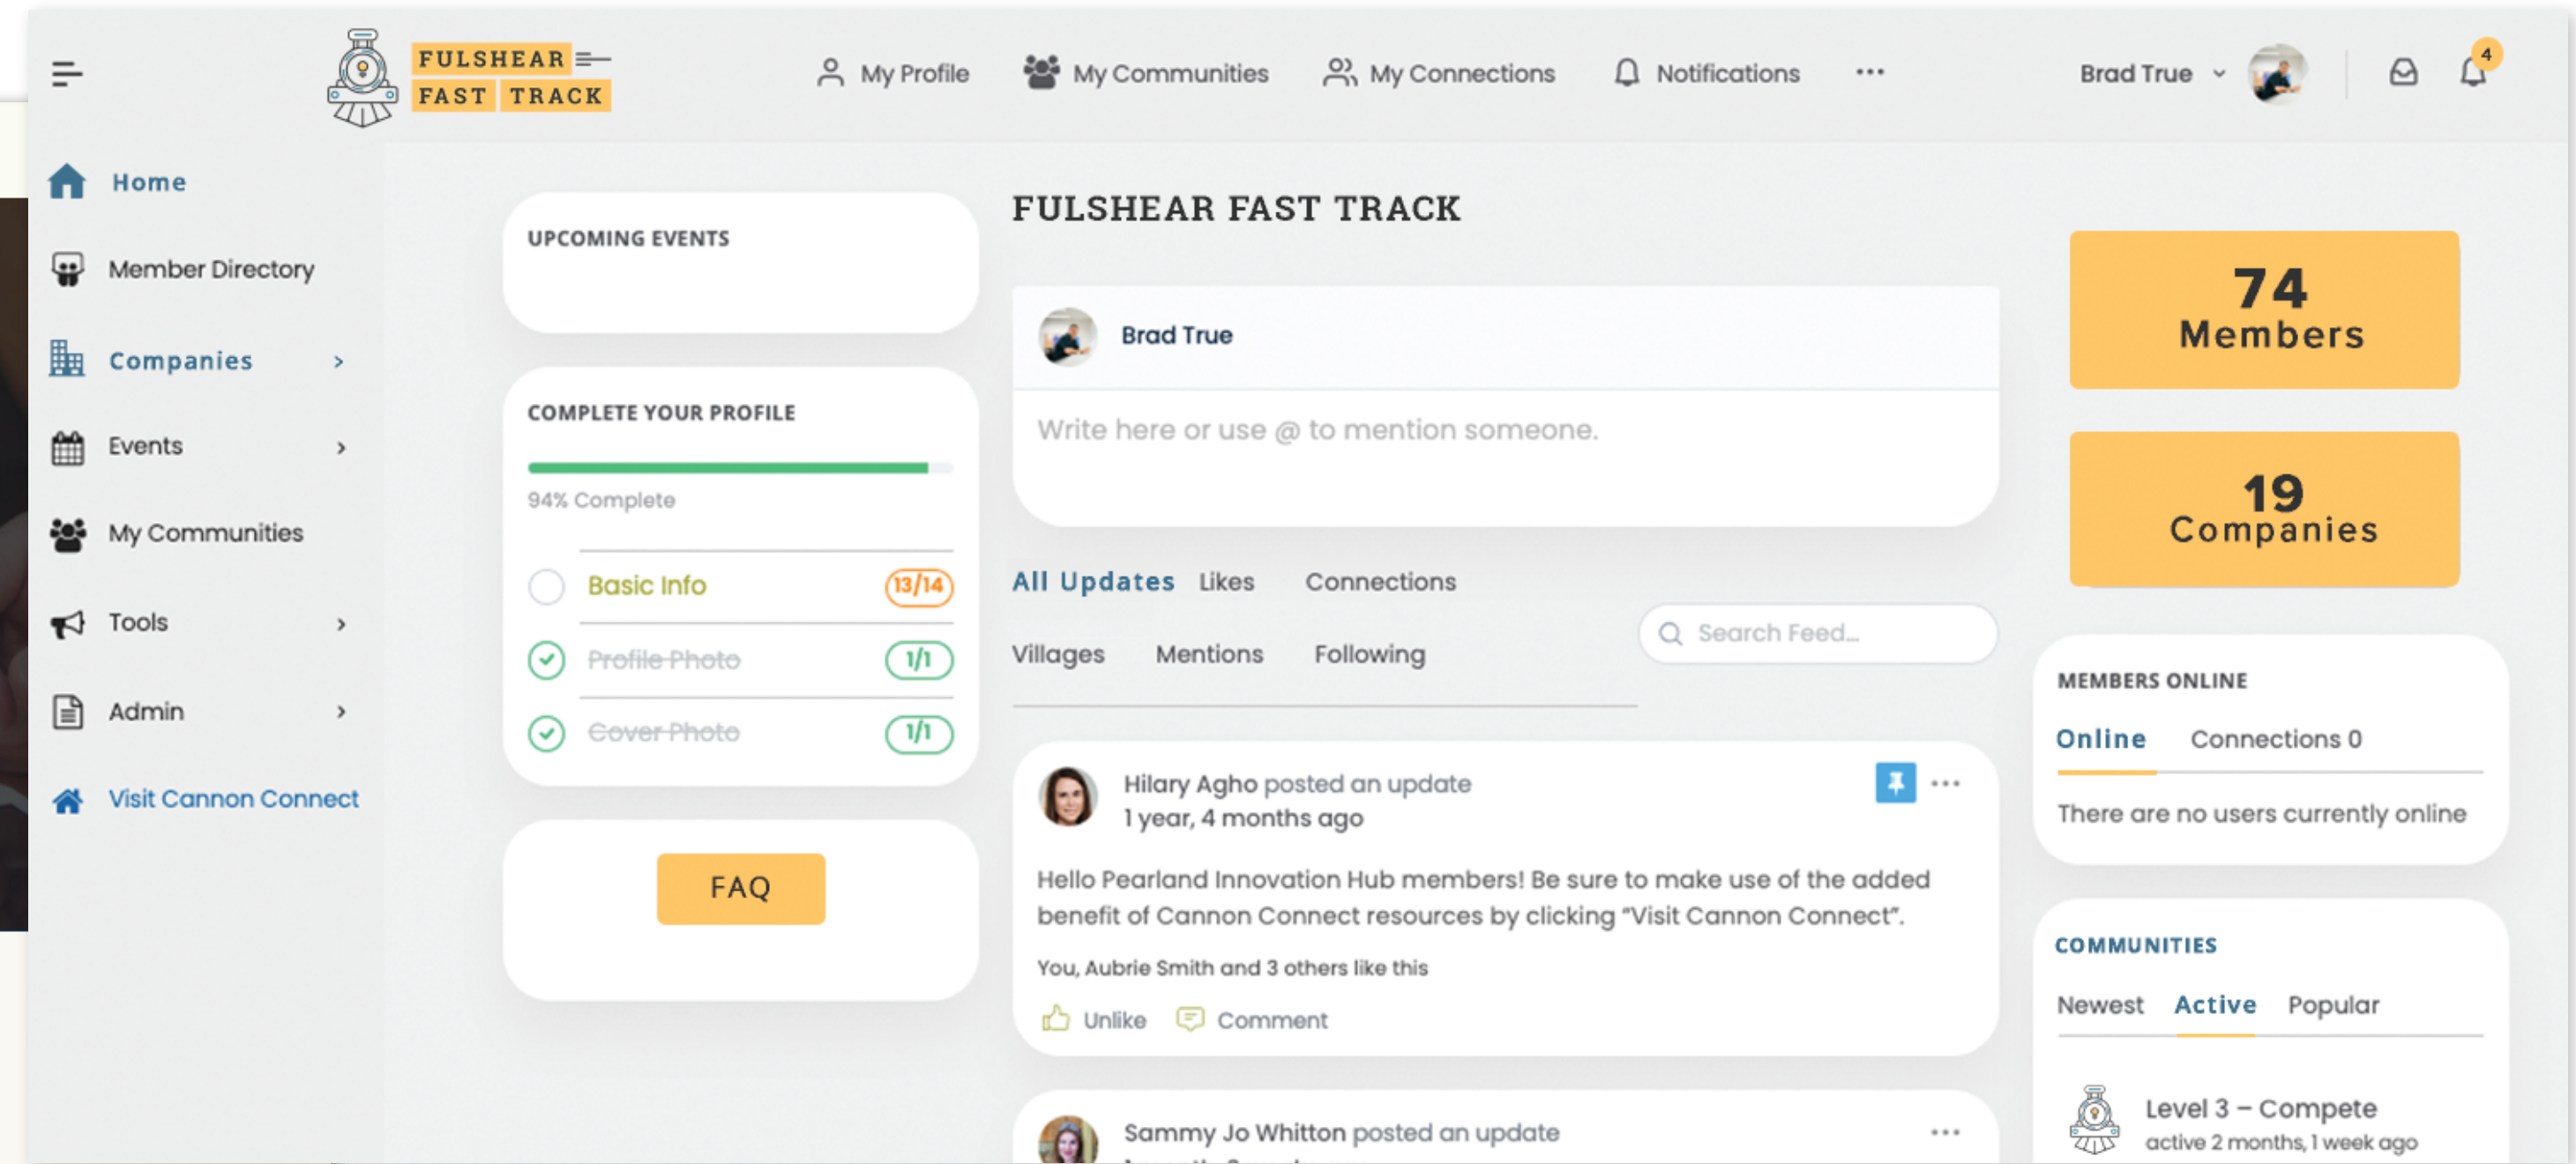 FULSHEAR
FAST TRACK
My Profile
My Communities
My Connections
Notifications
Brad True
4
Home
Member Directory
Companies
Events
My Communities
Tools
Admin
Visit Cannon Connect
UPCOMING EVENTS
COMPLETE YOUR PROFILE
94% Complete
Basic Info 13/14
Profile Photo 1/1
Cover Photo 1/1
FAQ
FULSHEAR FAST TRACK
Brad True
Write here or use @ to mention someone.
All Updates Likes Connections
Villages Mentions Following
Search Feed...
Hilary Agho posted an update
1 year, 4 months ago
Hello Pearland Innovation Hub members! Be sure to make use of the added
benefit of Cannon Connect resources by clicking “Visit Cannon Connect”.
You, Aubrie Smith and 3 others like this
Unlike Comment
Sammy Jo Whitton posted an update
74
Members
19
Companies
MEMBERS ONLINE
Online Connections 0
There are no users currently online
COMMUNITIES
Newest Active Popular
Level 3 – Compete
active 2 months, 1 week ago